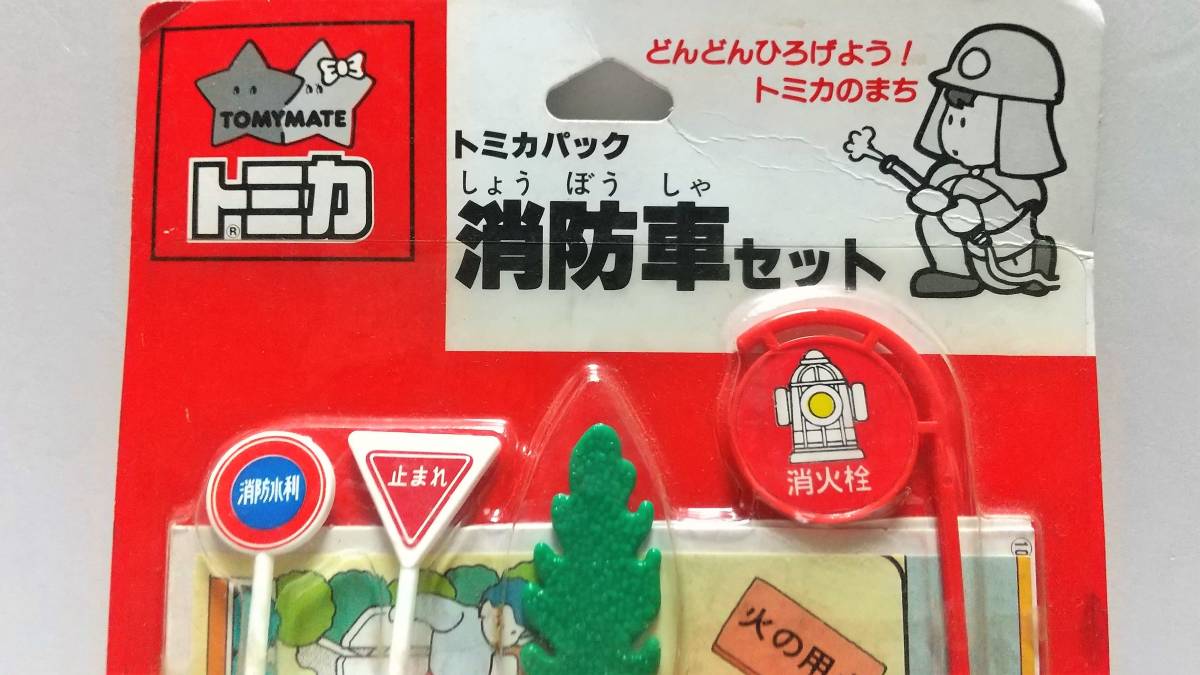 TOMYMATE
トミカ
®
どんどんひろげよう!
トミカのまち
トミカパック
しょう ぼう しゃ
消防車セット
消防水利
止まれ
消火栓
火の用